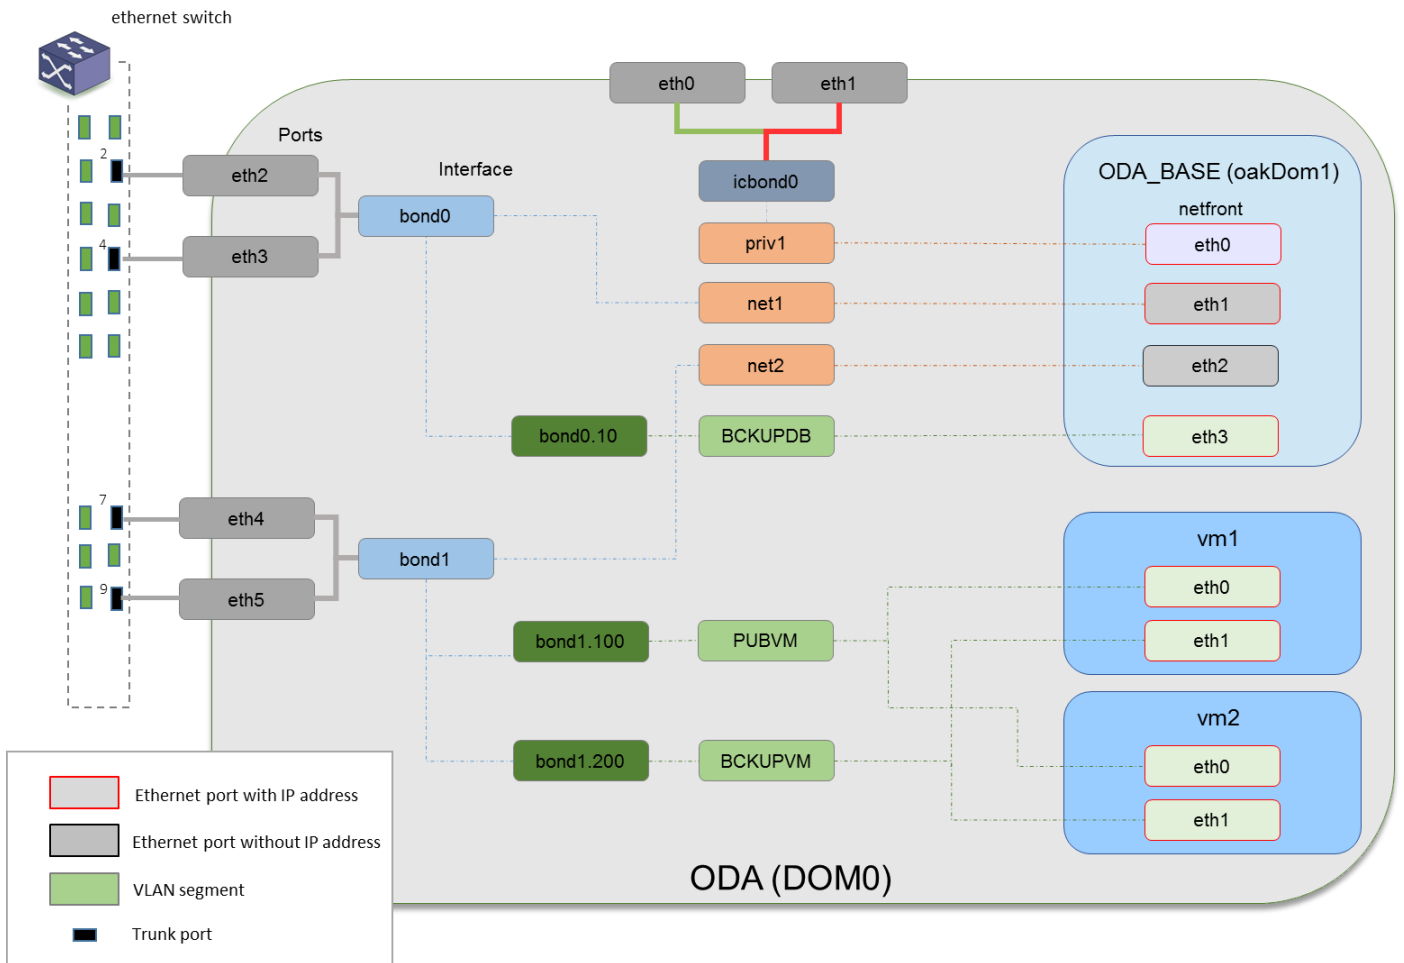 ethernet switch
eth0
eth1
Ports
Interface
2
eth2
icbond0
ODA_BASE (oakDom1)
netfront
bond0
4
eth3
priv1
eth0
net1
eth1
net2
eth2
bond0.10
BCKUPDB
eth3
7
eth4
bond1
vm1
9
eth5
eth0
bond1.100
PUBVM
eth1
vm2
bond1.200
BCKUPVM
eth0
eth1
ODA (DOM0)
Ethernet port with IP address
Ethernet port without IP address
VLAN segment
Trunk port